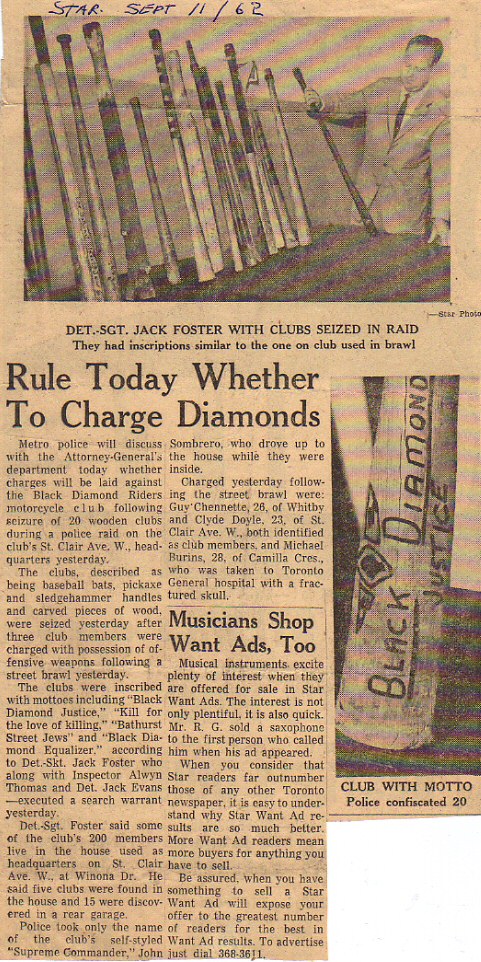 STAR. SEPT 11/62
—Star Photo
DET.-SGT. JACK FOSTER WITH CLUBS SEIZED IN RAID
They had inscriptions similar to the one on club used in brawl
Rule Today Whether
To Charge Diamonds
Metro police will discuss
with the Attorney-General's
department today whether
charges will be laid against
the Black Diamond Riders
motorcycle club following
seizure of 20 wooden clubs
during a police raid on the
club's St. Clair Ave. W., head-
quarters yesterday.
The clubs, described as
being baseball bats, pickaxe
and sledgehammer handles
and carved pieces of wood,
were seized yesterday after
three club members were
charged with possession of of-
fensive weapons following a
street brawl yesterday.
The clubs were inscribed
with mottoes including "Black
Diamond Justice," "Kill for
the love of killing," "Bathurst
Street Jews" and "Black Dia-
mond Equalizer," according
to Det.-Skt. Jack Foster who
along with Inspector Alwyn
Thomas and Det. Jack Evans
—executed a search warrant
yesterday.
Det.-Sgt. Foster said some
of the club's 200 members
live in the house used as
headquarters on St. Clair
Ave. W., at Winona Dr. He
said five clubs were found in
the house and 15 were discov-
ered in a rear garage.
Police took only the name
of the club's self-styled
"Supreme Commander," John
Sombrero, who drove up to
the house while they were
inside.
Charged yesterday follow-
ing the street brawl were:
Guy Chennette, 26, of Whitby
and Clyde Doyle, 23, of St.
Clair Ave. W., both identified
as club members, and Michael
Burins, 28, of Camilla Cres.,
who was taken to Toronto
General hospital with a frac-
tured skull.
Musicians Shop
Want Ads, Too
Musical instruments excite
plenty of interest when they
are offered for sale in Star
Want Ads. The interest is not
only plentiful, it is also quick.
Mr. R. G. sold a saxophone
to the first person who called
him when his ad appeared.
When you consider that
Star readers far outnumber
those of any other Toronto
newspaper, it is easy to under-
stand why Star Want Ad re-
sults are so much better.
More Want Ad readers mean
more buyers for anything you
have to sell.
Be assured, when you have
something to sell a Star
Want Ad will expose your
offer to the greatest number
of readers for the best in
Want Ad results. To advertise
just dial 368-3611.
BLACK DIAMOND
JUSTICE
CLUB WITH MOTTO
Police confiscated 20